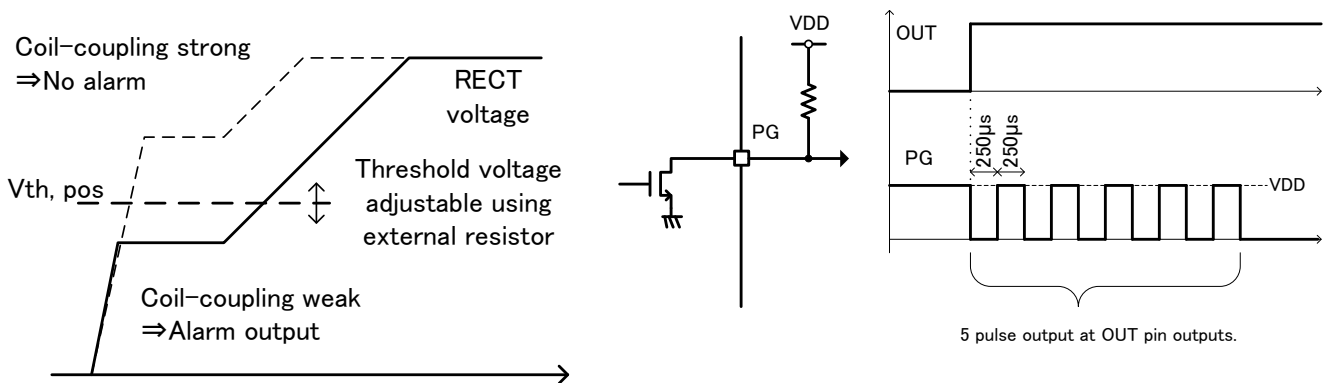 Coil-coupling strong
⇒No alarm
RECT
voltage
Vth, pos
Threshold voltage
adjustable using
external resistor
Coil-coupling weak
⇒Alarm output
VDD
PG
OUT
250μs
250μs
PG
VDD
5 pulse output at OUT pin outputs.